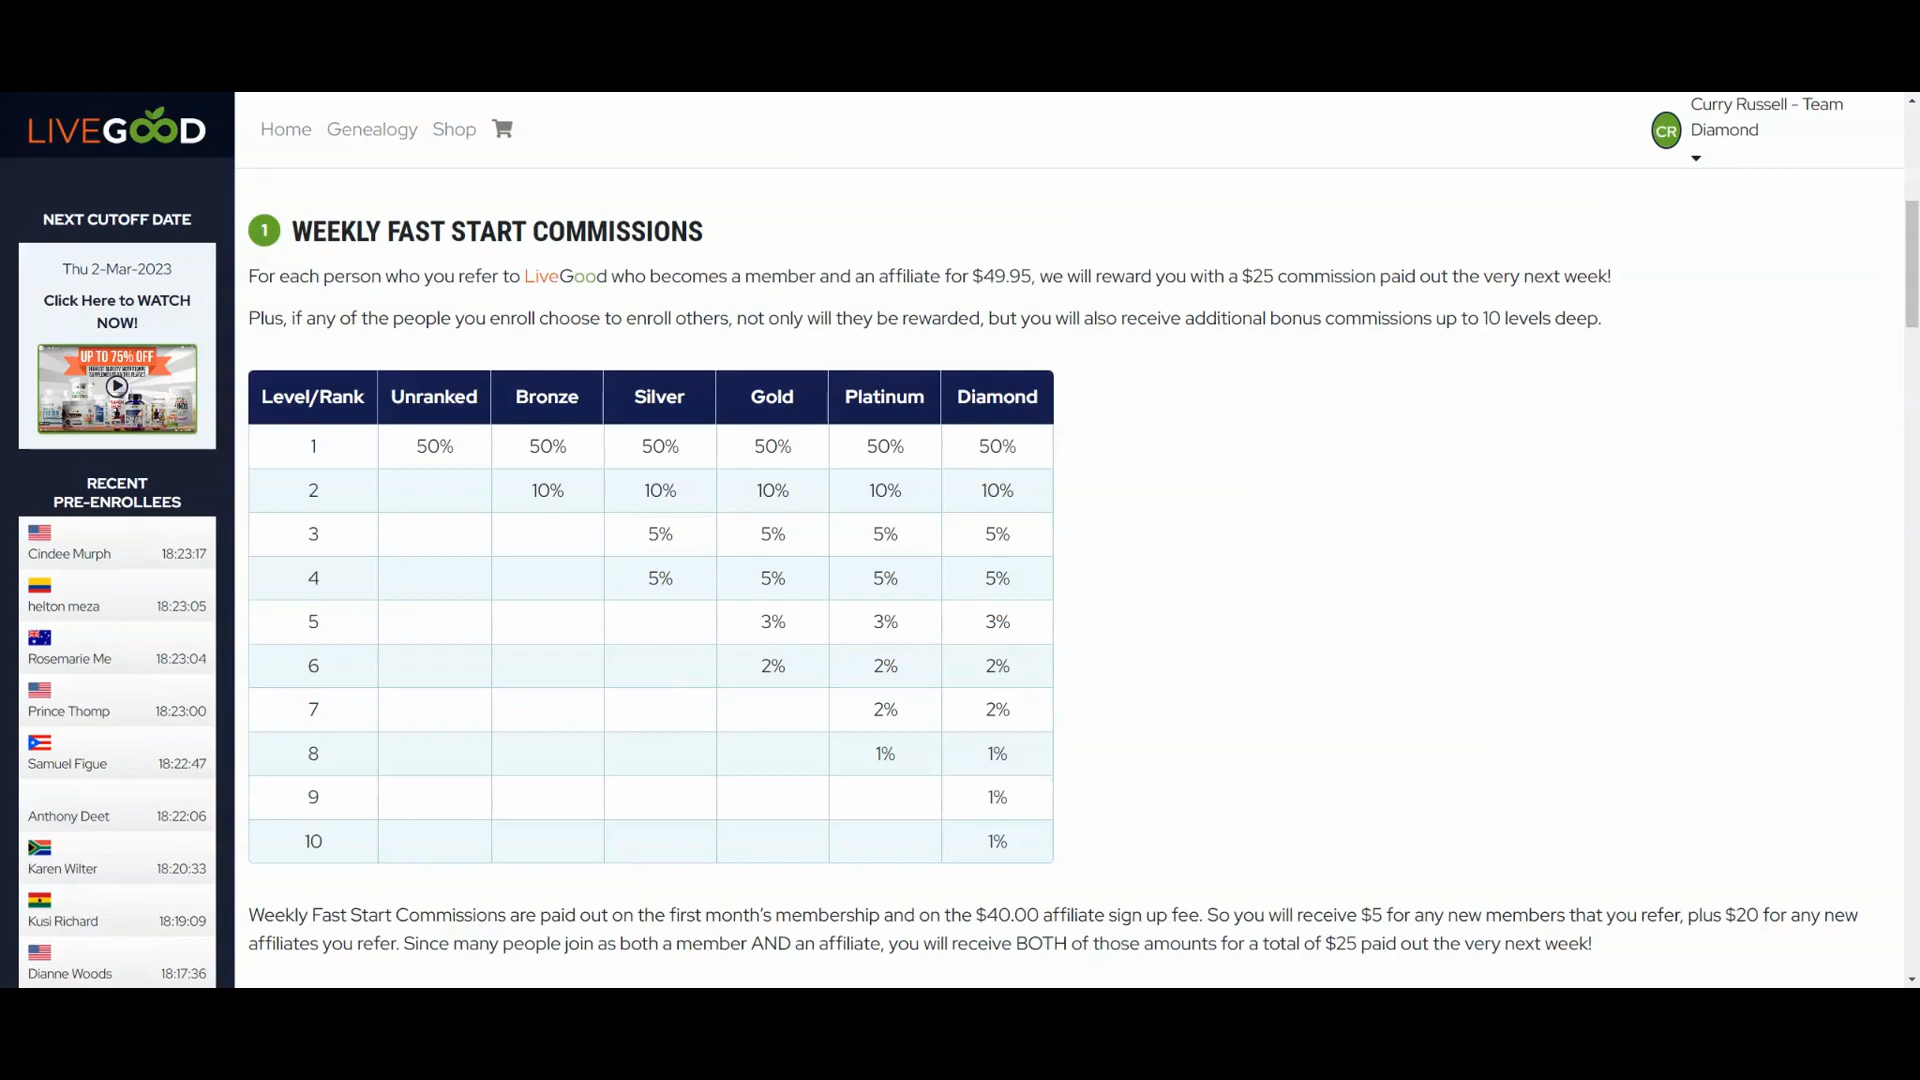 LIVEGOOD
Home Genealogy Shop
CR
Curry Russell - Team
Diamond
NEXT CUTOFF DATE
Thu 2-Mar-2023
Click Here to WATCH
NOW!
UP TO 75% OFF
RECENT
PRE-ENROLLEES
Cindee Murph 18:23:17
helton meza 18:23:05
Rosemarie Me 18:23:04
Prince Thomp 18:23:00
Samuel Figue 18:22:47
Anthony Deet 18:22:06
Karen Wilter 18:20:33
Kusi Richard 18:19:09
Dianne Woods 18:17:36
1 WEEKLY FAST START COMMISSIONS
For each person who you refer to LiveGood who becomes a member and an affiliate for $49.95, we will reward you with a $25 commission paid out the very next week!
Plus, if any of the people you enroll choose to enroll others, not only will they be rewarded, but you will also receive additional bonus commissions up to 10 levels deep.
Level/Rank Unranked Bronze Silver Gold Platinum Diamond
1 50% 50% 50% 50% 50% 50%
2 10% 10% 10% 10% 10%
3 5% 5% 5% 5%
4 5% 5% 5% 5%
5 3% 3% 3%
6 2% 2% 2%
7 2% 2%
8 1% 1%
9 1%
10 1%
Weekly Fast Start Commissions are paid out on the first month's membership and on the $40.00 affiliate sign up fee. So you will receive $5 for any new members that you refer, plus $20 for any new
affiliates you refer. Since many people join as both a member AND an affiliate, you will receive BOTH of those amounts for a total of $25 paid out the very next week!